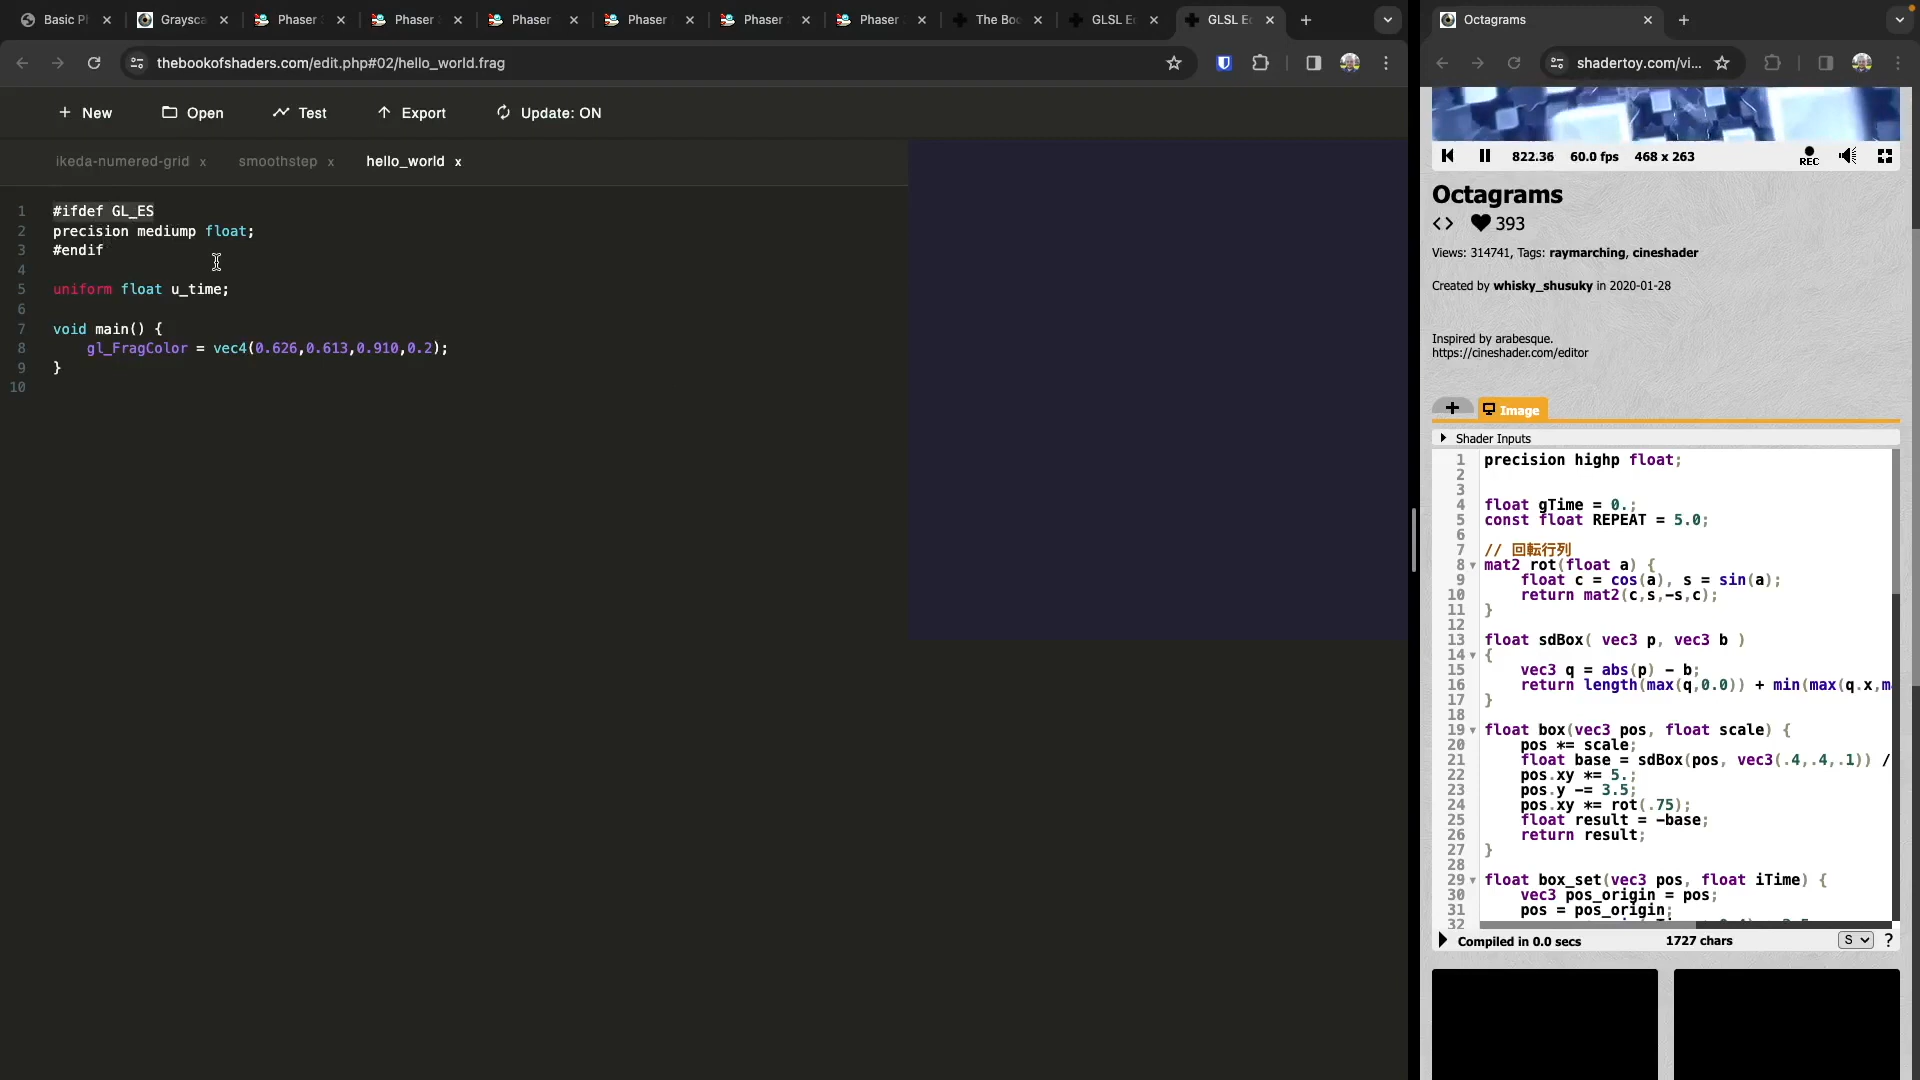 Basic P
Graysca
Phaser
Phaser
Phaser
Phaser
Phaser
Phaser
The Boo
GLSL Ed
GLSL Ed
thebookofshaders.com/edit.php#02/hello_world.frag
New
Open
Test
Export
Update: ON
ikeda-numered-grid x
smoothstep x
hello_world x
1 #ifdef GL_ES
2 precision mediump float;
3 #endif
4
5 uniform float u_time;
6
7 void main() {
8 gl_FragColor = vec4(0.626,0.613,0.910,0.2);
9 }
10
Octagrams
shadertoy.com/vi...
822.36 60.0 fps 468 x 263
REC
Octagrams
<> 393
Views: 314741, Tags: raymarching, cineshader
Created by whisky_shusuky in 2020-01-28
Inspired by arabesque.
https://cineshader.com/editor
+ Image
Shader Inputs
1 precision highp float;
2
3
4 float gTime = 0.;
5 const float REPEAT = 5.0;
6
7 // 回転行列
8 mat2 rot(float a) {
9 float c = cos(a), s = sin(a);
10 return mat2(c,s,-s,c);
11 }
12
13 float sdBox( vec3 p, vec3 b )
14 {
15 vec3 q = abs(p) - b;
16 return length(max(q,0.0)) + min(max(q.x,m
17 }
18
19 float box(vec3 pos, float scale) {
20 pos *= scale;
21 float base = sdBox(pos, vec3(.4,.4,.1)) /
22 pos.xy *= 5.;
23 pos.y -= 3.5;
24 pos.xy *= rot(.75);
25 float result = -base;
26 return result;
27 }
28
29 float box_set(vec3 pos, float iTime) {
30 vec3 pos_origin = pos;
31 pos = pos_origin;
32
Compiled in 0.0 secs
1727 chars
S
?